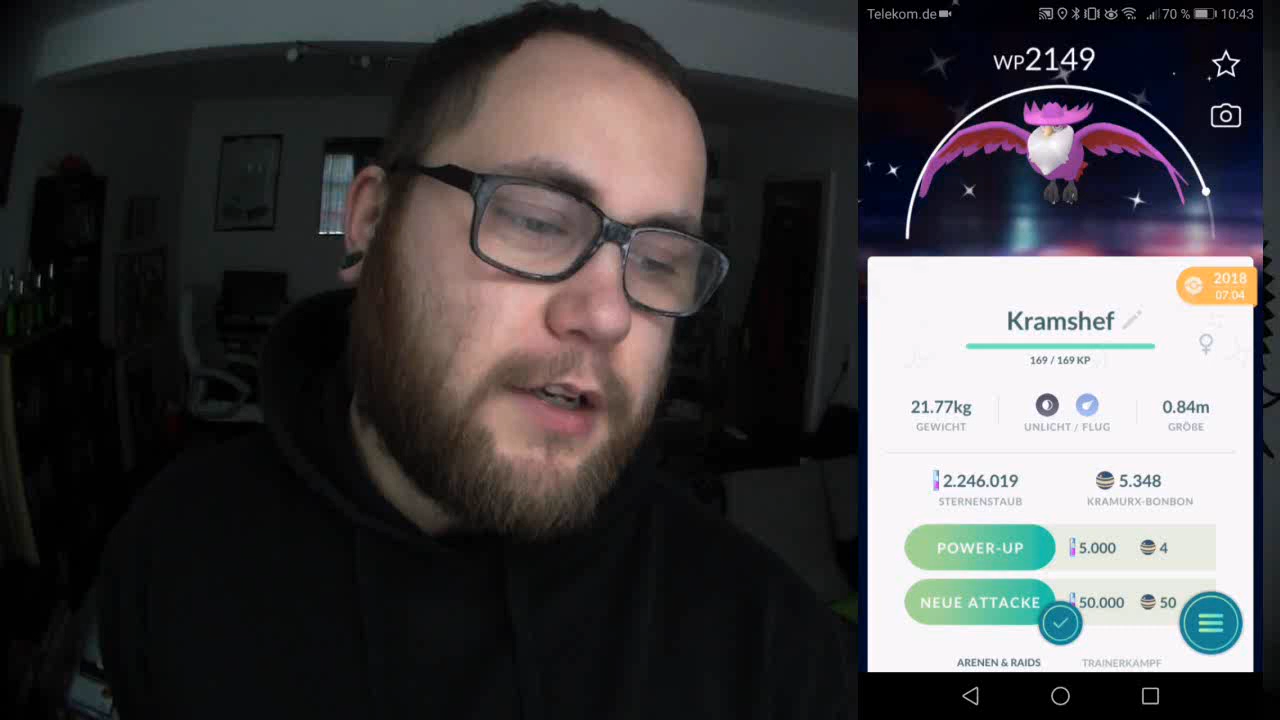 Telekom.de 70 % 10:43
WP2149
2018
07.04
Kramshef
169 / 169 KP
21.77kg
GEWICHT
UNLICHT / FLUG
0.84m
GRÖßE
2.246.019
STERNENSTAUB
5.348
KRAMURX-BONBON
POWER-UP 5.000 4
NEUE ATTACKE 50.000 50
ARENEN & RAIDS TRAINERKAMPF